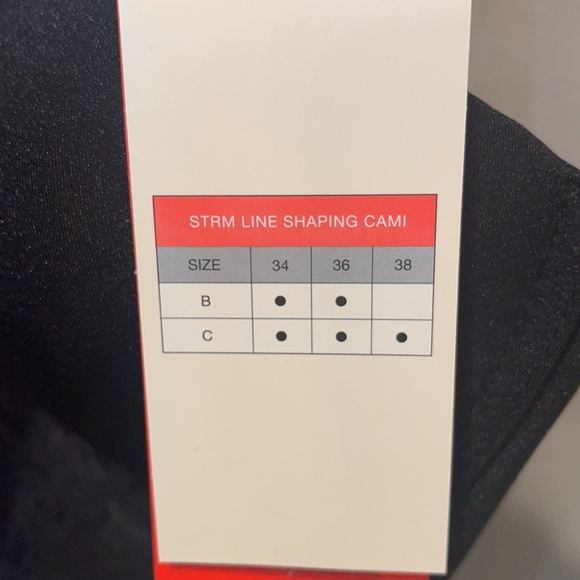 STRM LINE SHAPING CAMI
SIZE 34 36 38
B ● ●
C ● ● ●